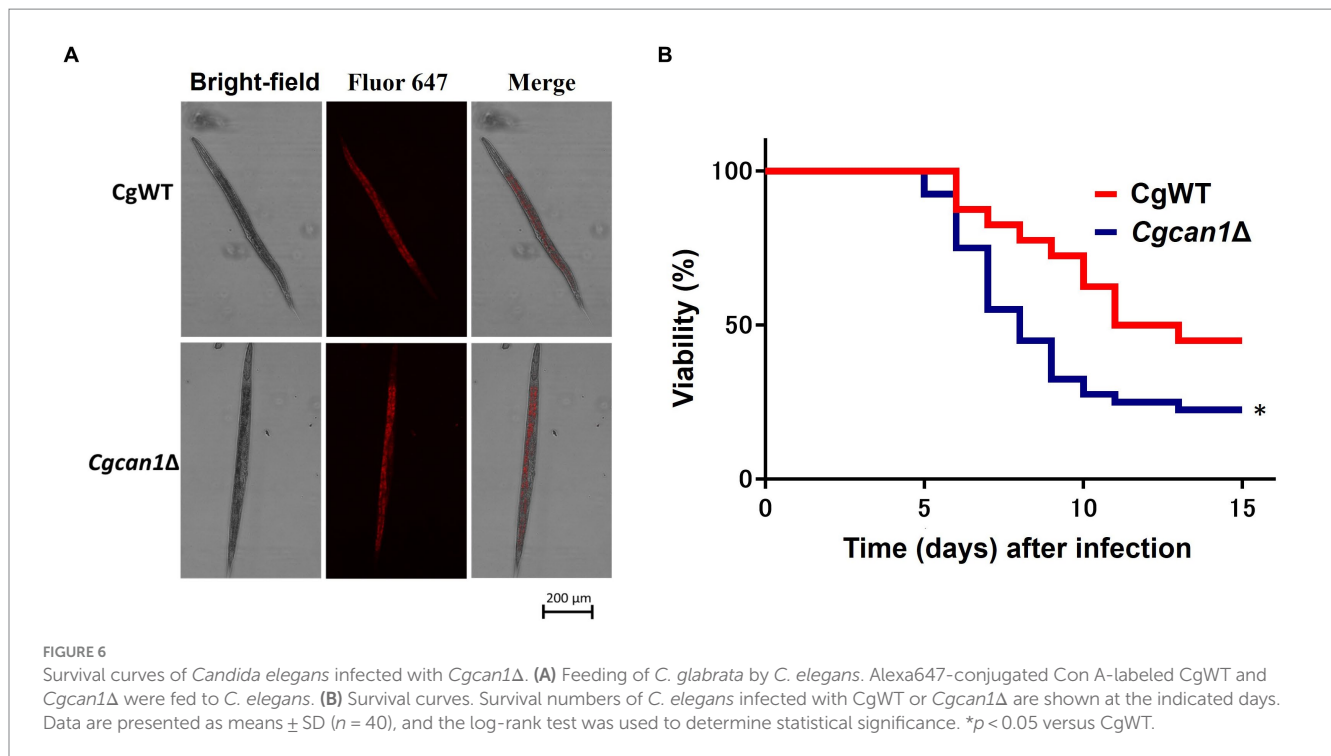 A
Bright-field
Fluor 647
Merge
CgWT
Cgcan1Δ
200 µm
B
100
50
0
Viability (%)
CgWT
Cgcan1Δ
*
0 5 10 15
Time (days) after infection
FIGURE 6
Survival curves of Candida elegans infected with Cgcan1Δ. (A) Feeding of C. glabrata by C. elegans. Alexa647-conjugated Con A-labeled CgWT and
Cgcan1Δ were fed to C. elegans. (B) Survival curves. Survival numbers of C. elegans infected with CgWT or Cgcan1Δ are shown at the indicated days.
Data are presented as means ± SD (n = 40), and the log-rank test was used to determine statistical significance. *p < 0.05 versus CgWT.